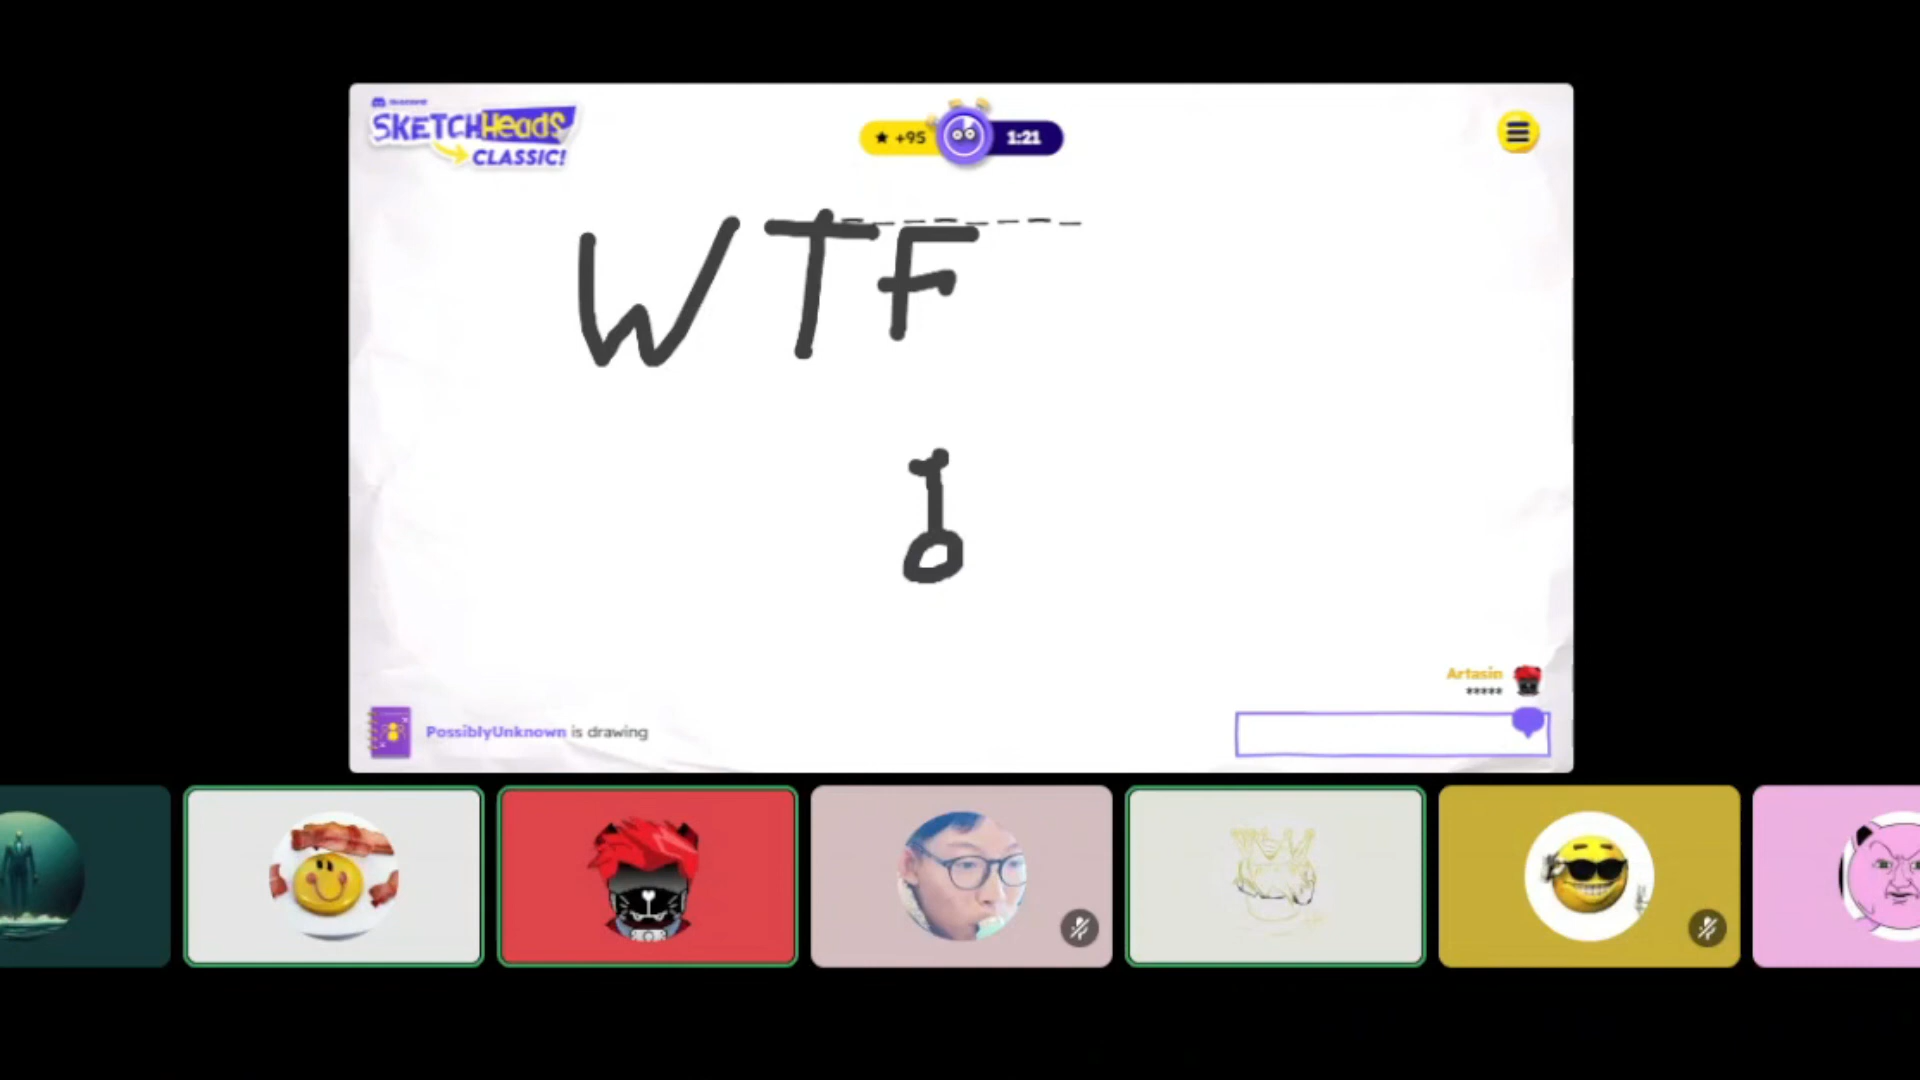 SKETCHHeadS
CLASSIC!
+95
1:21
WTF
Artasin
*****
PossiblyUnknown is drawing